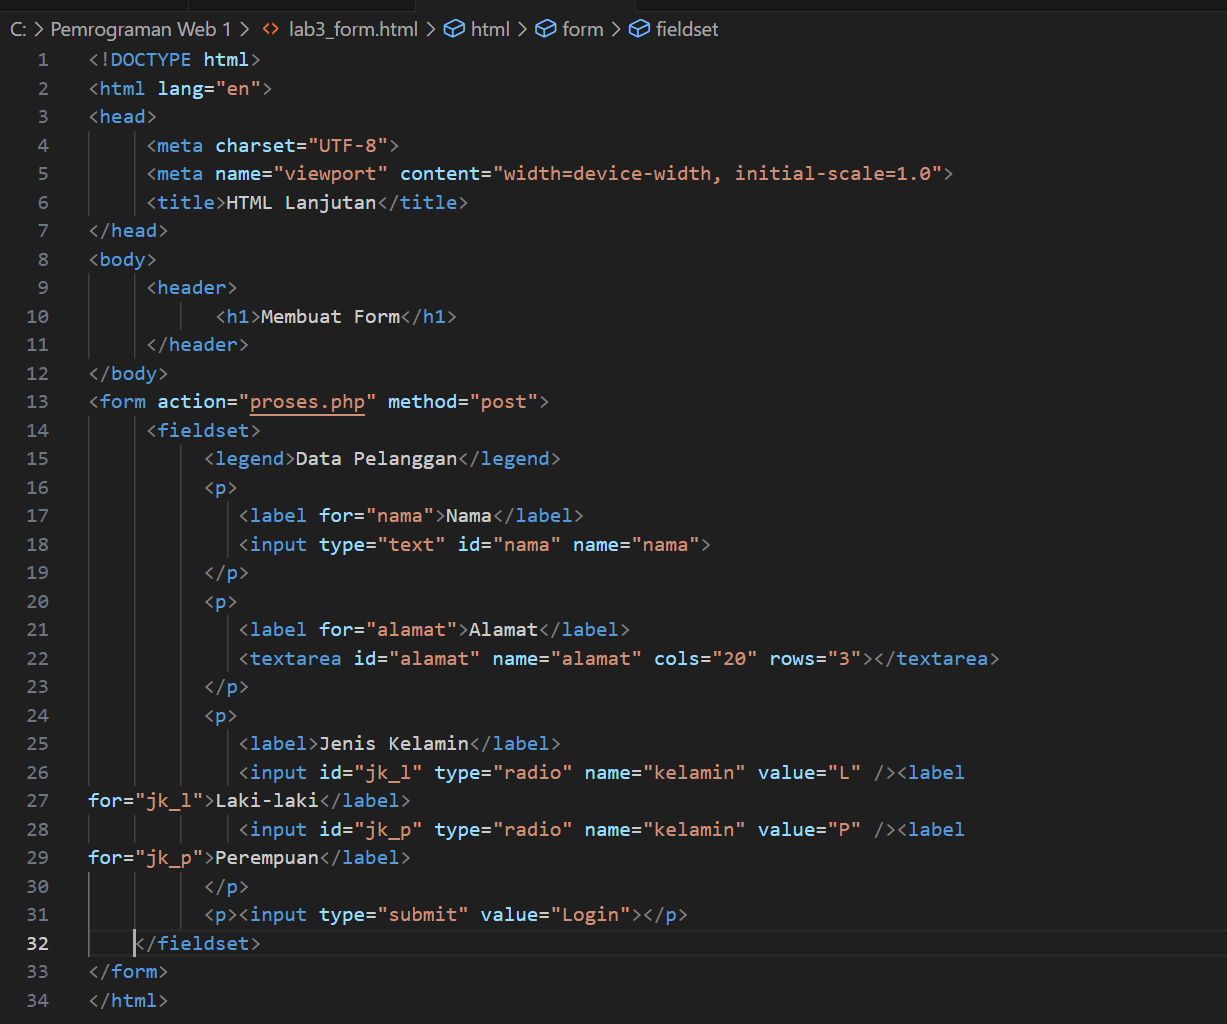 C: > Pemrograman Web 1 > <> lab3_form.html > html > form > fieldset
1 <!DOCTYPE html>
2 <html lang="en">
3 <head>
4 <meta charset="UTF-8">
5 <meta name="viewport" content="width=device-width, initial-scale=1.0">
6 <title>HTML Lanjutan</title>
7 </head>
8 <body>
9 <header>
10 <h1>Membuat Form</h1>
11 </header>
12 </body>
13 <form action="proses.php" method="post">
14 <fieldset>
15 <legend>Data Pelanggan</legend>
16 <p>
17 <label for="nama">Nama</label>
18 <input type="text" id="nama" name="nama">
19 </p>
20 <p>
21 <label for="alamat">Alamat</label>
22 <textarea id="alamat" name="alamat" cols="20" rows="3"></textarea>
23 </p>
24 <p>
25 <label>Jenis Kelamin</label>
26 <input id="jk_l" type="radio" name="kelamin" value="L" /><label
27 for="jk_l">Laki-laki</label>
28 <input id="jk_p" type="radio" name="kelamin" value="P" /><label
29 for="jk_p">Perempuan</label>
30 </p>
31 <p><input type="submit" value="Login"></p>
32 </fieldset>
33 </form>
34 </html>